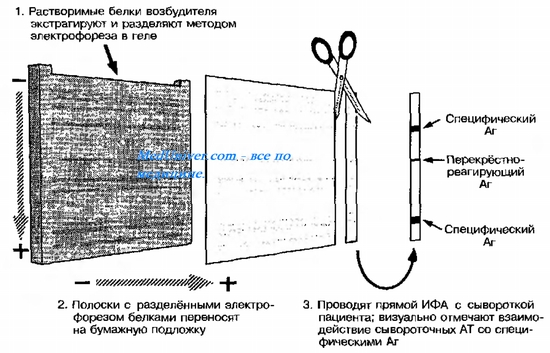 1. Растворимые белки возбудителя
экстрагируют и разделяют методом
электрофореза в геле
Специфический
Аг
.com - все по
Перекрёстно-
реагирующий
Аг
Специфический
Аг
2. Полоски с разделёнными электро-
форезом белками переносят
на бумажную подложку
3. Проводят прямой ИФА с сывороткой
пациента; визуально отмечают взаимо-
действие сывороточных АТ со специ-
фическими Аг